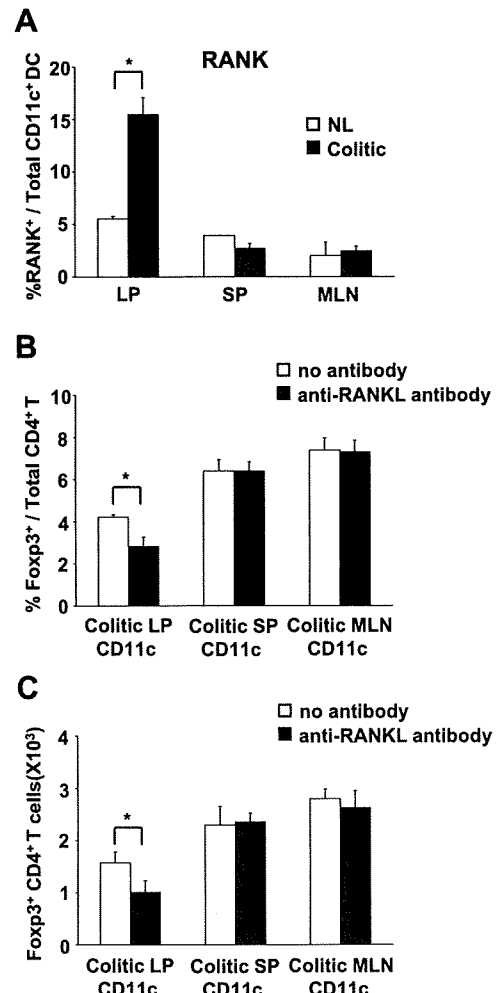 A
RANK
%RANK⁺ / Total CD11c⁺DC
20
15
10
5
0
*
NL
Colitic
LP SP MLN
B
no antibody
anti-RANKL antibody
% Foxp3⁺ / Total CD4⁺ T
10
8
6
4
2
0
*
Colitic LP Colitic SP Colitic MLN
CD11c CD11c CD11c
C
no antibody
anti-RANKL antibody
Foxp3⁺ CD4⁺ T cells(X10³)
4
3
2
1
0
*
Colitic LP Colitic SP Colitic MLN
CD11c CD11c CD11c